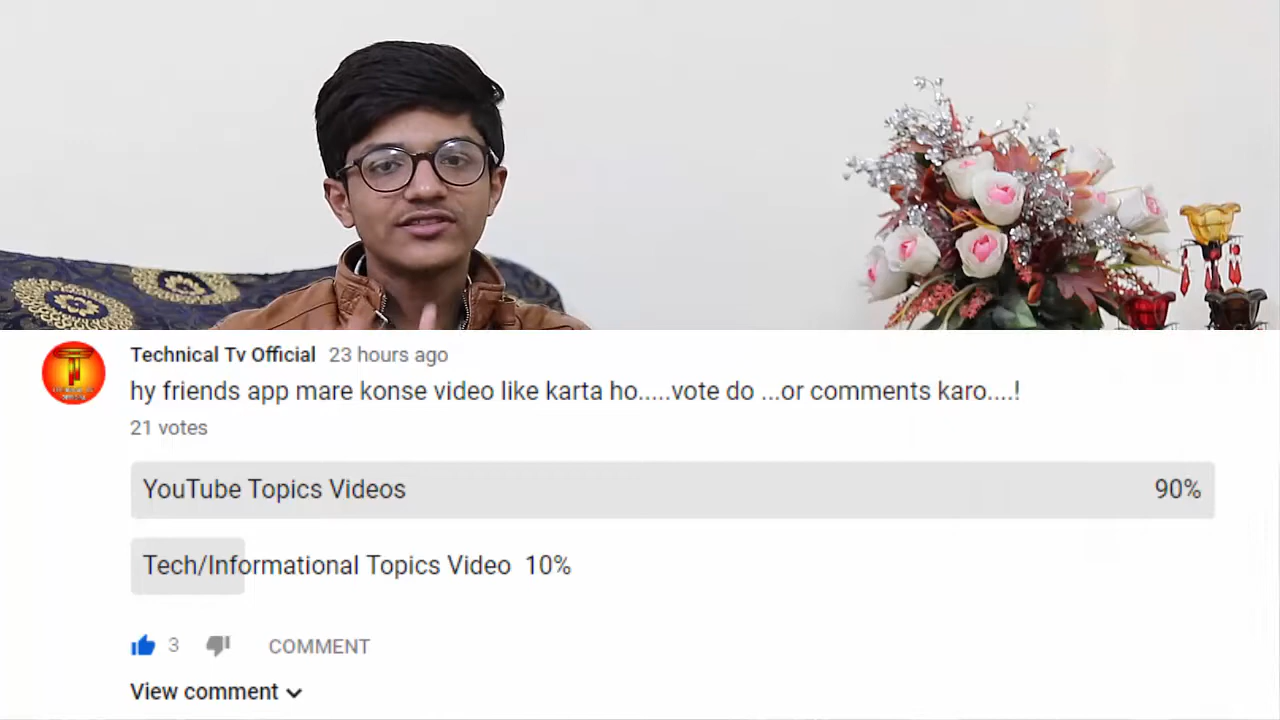 Technical Tv Official 23 hours ago
hy friends app mare konse video like karta ho.....vote do ...or comments karo....!
21 votes
YouTube Topics Videos 90%
Tech/Informational Topics Video 10%
3 COMMENT
View comment